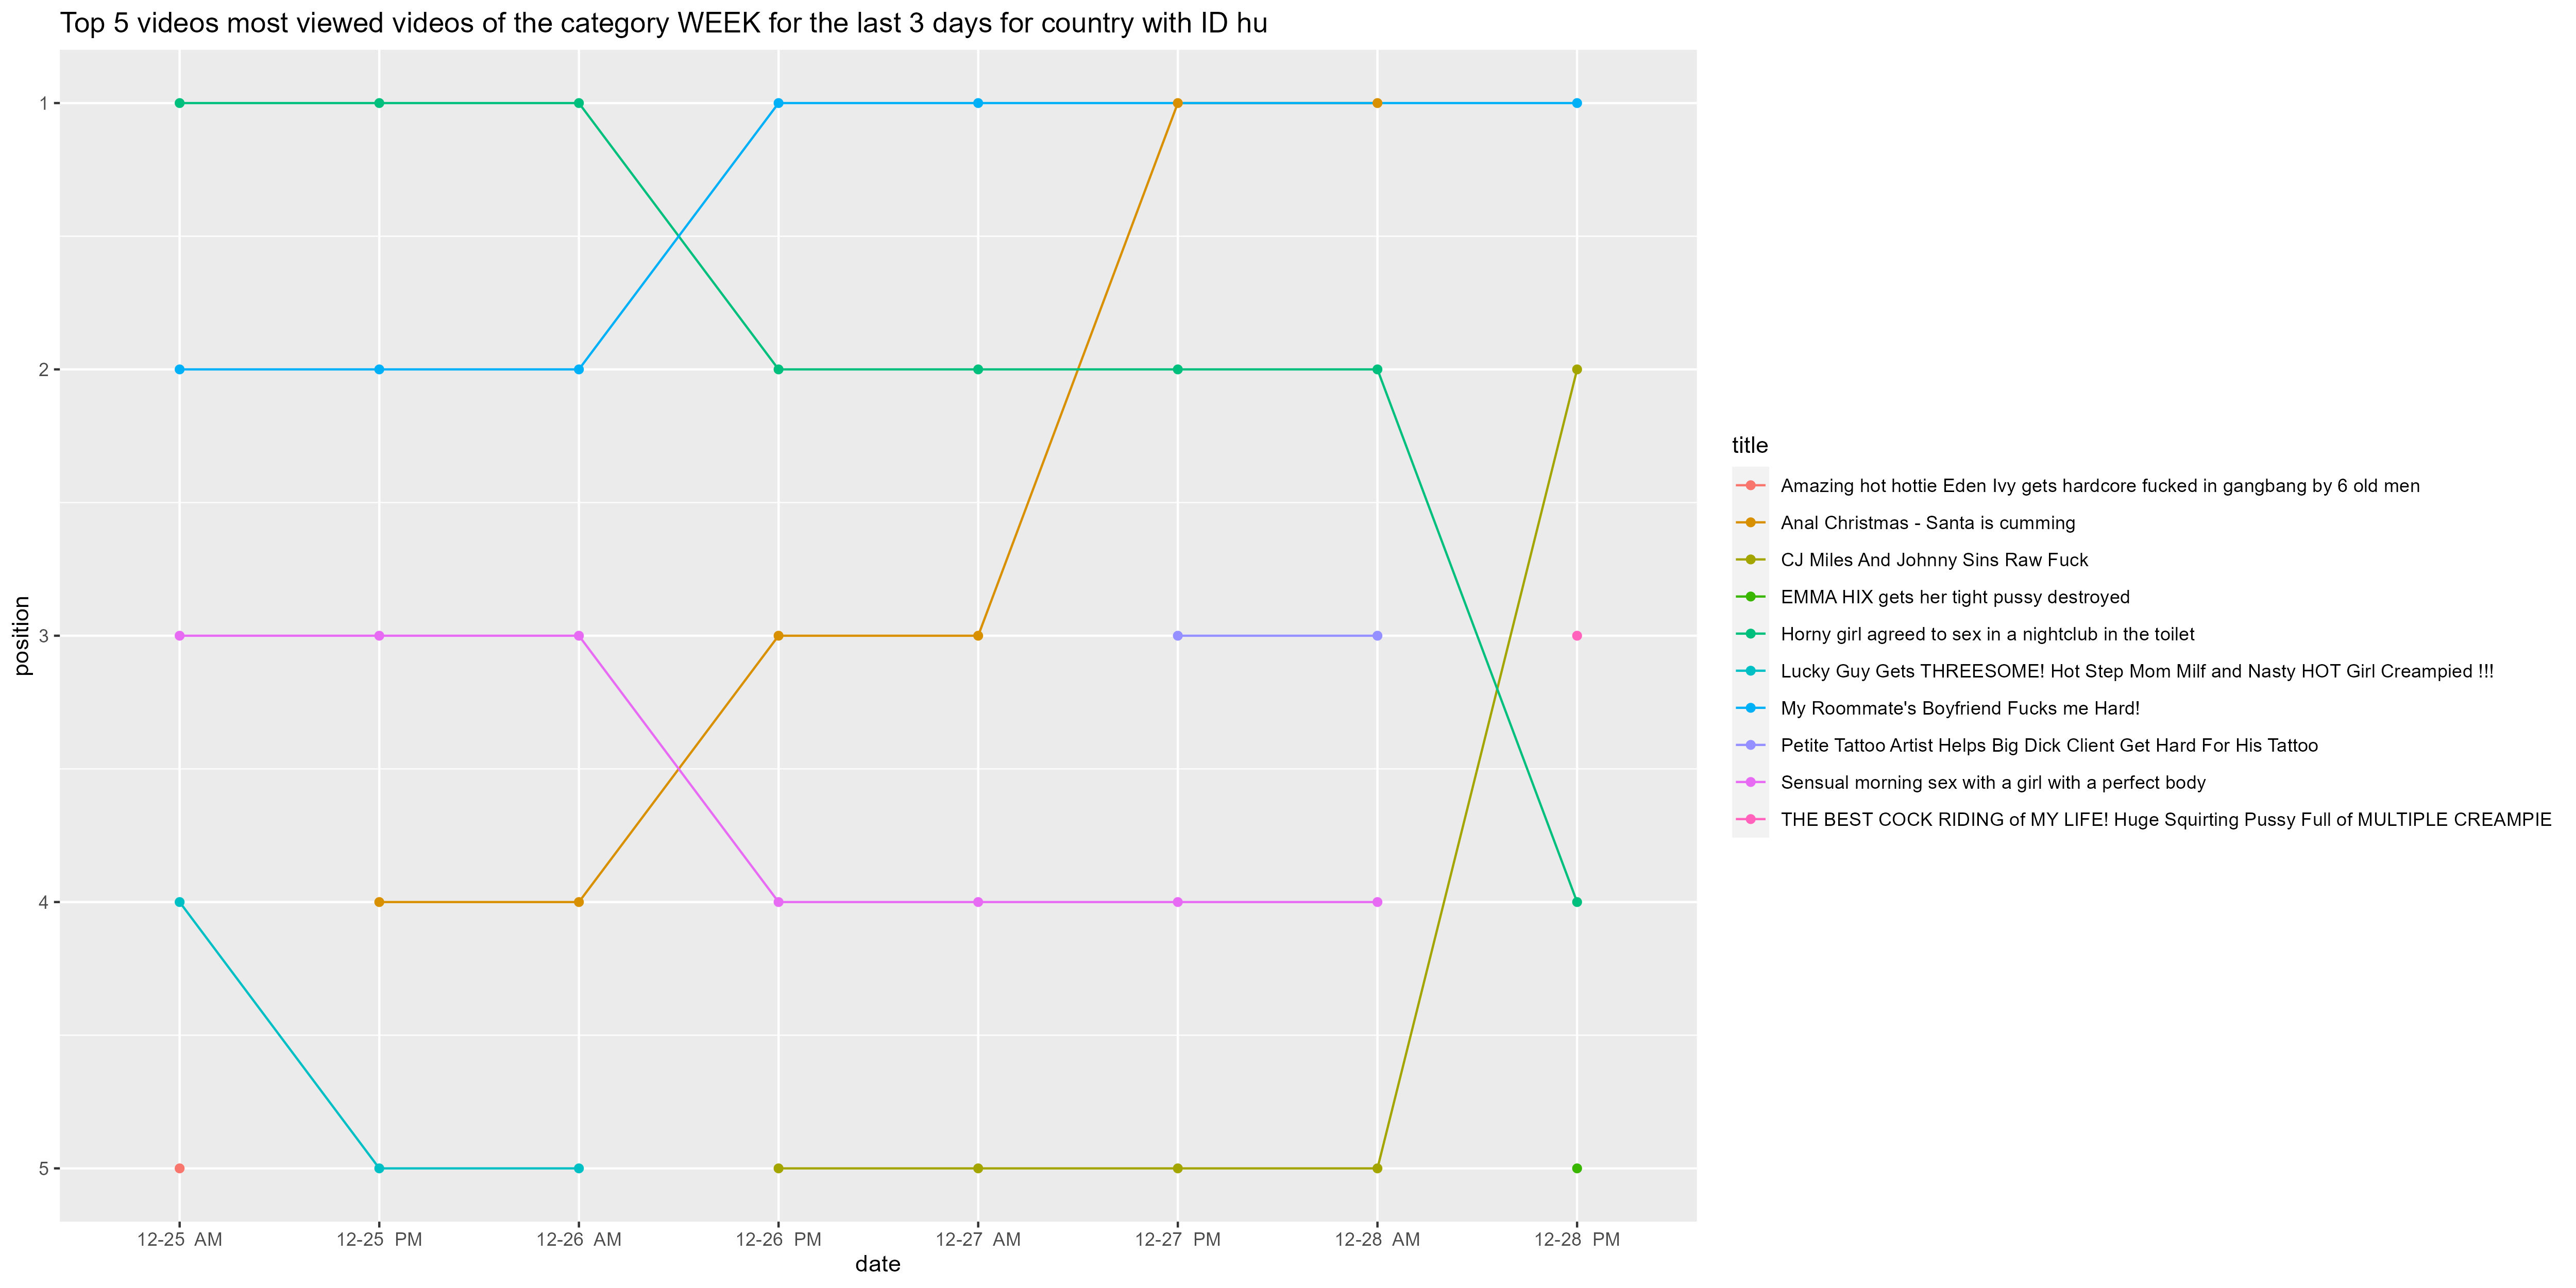 Top 5 videos most viewed videos of the category WEEK for the last 3 days for country with ID hu
position
1
2
3
4
5
12-25 AM
12-25 PM
12-26 AM
12-26 PM
12-27 AM
12-27 PM
12-28 AM
12-28 PM
date
title
Amazing hot hottie Eden Ivy gets hardcore fucked in gangbang by 6 old men
Anal Christmas - Santa is cumming
CJ Miles And Johnny Sins Raw Fuck
EMMA HIX gets her tight pussy destroyed
Horny girl agreed to sex in a nightclub in the toilet
Lucky Guy Gets THREESOME! Hot Step Mom Milf and Nasty HOT Girl Creampied !!!
My Roommate's Boyfriend Fucks me Hard!
Petite Tattoo Artist Helps Big Dick Client Get Hard For His Tattoo
Sensual morning sex with a girl with a perfect body
THE BEST COCK RIDING of MY LIFE! Huge Squirting Pussy Full of MULTIPLE CREAMPIE